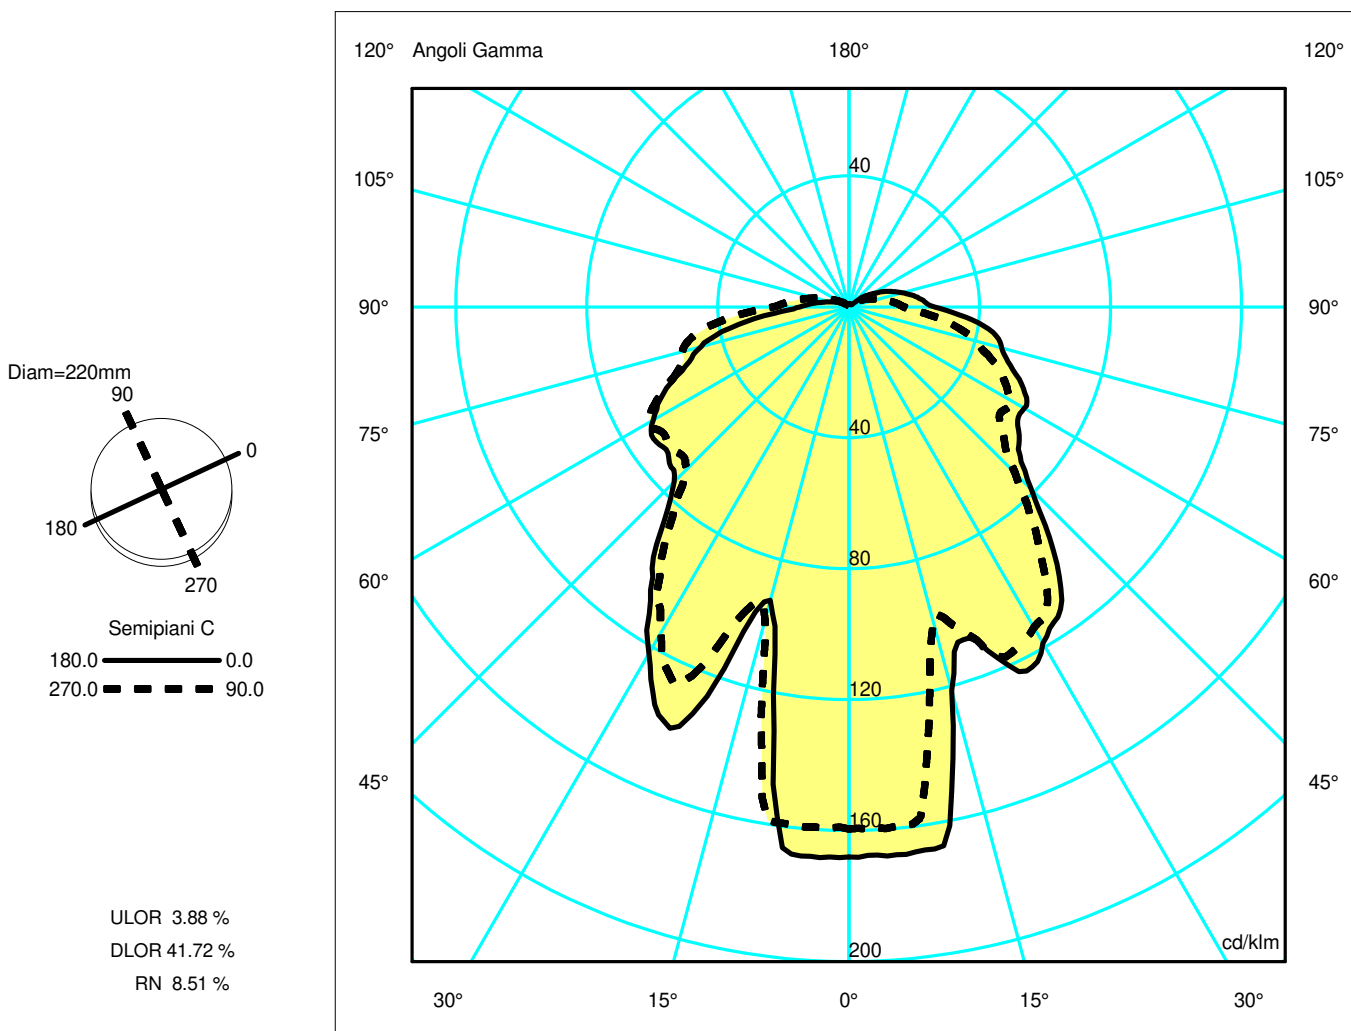 120° Angoli Gamma 180° 120°
40
105° 105°
90° 90°
Diam=220mm
90
0
180
270
40
75° 75°
80
60° 60°
Semipiani C
180.0 0.0
270.0 90.0
120
45° 160 45°
ULOR 3.88 %
DLOR 41.72 %
RN 8.51 %
200 cd/klm
30° 15° 0° 15° 30°